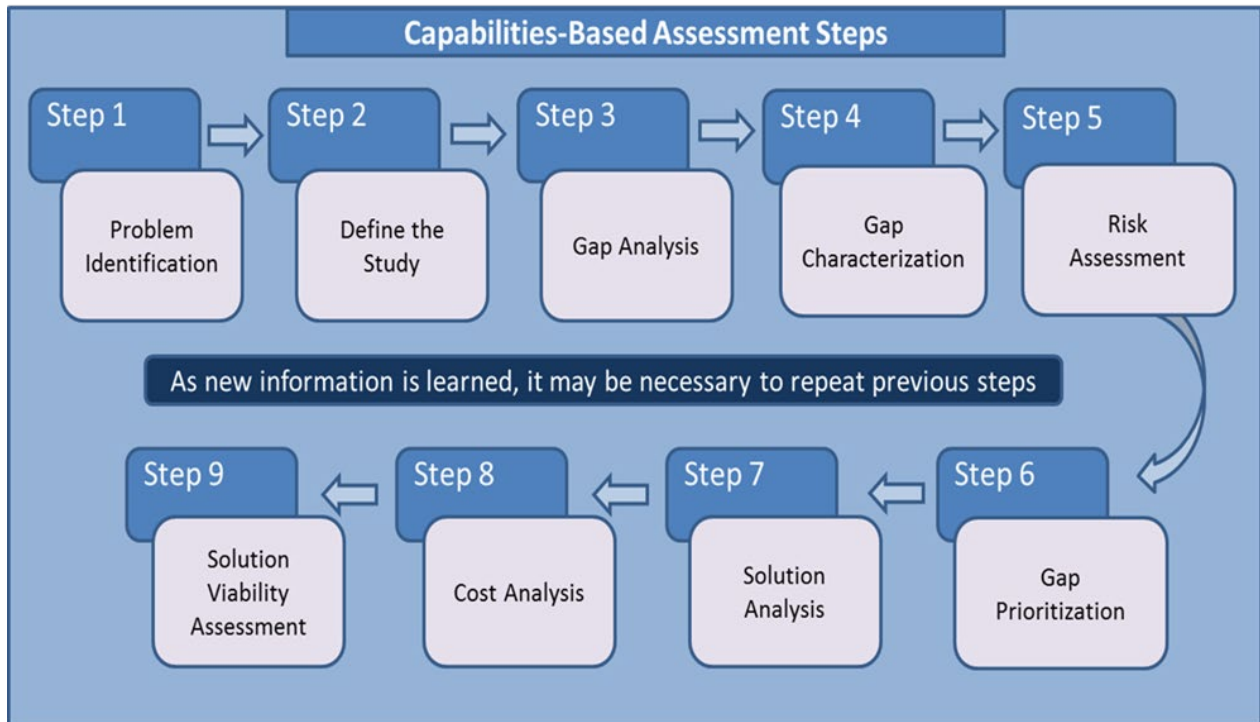 Capabilities-Based Assessment Steps
Step 1
Problem
Identification
Step 2
Define the
Study
Step 3
Gap Analysis
Step 4
Gap
Characterization
Step 5
Risk
Assessment
As new information is learned, it may be necessary to repeat previous steps
Step 6
Gap
Prioritization
Step 7
Solution
Analysis
Step 8
Cost Analysis
Step 9
Solution
Viability
Assessment